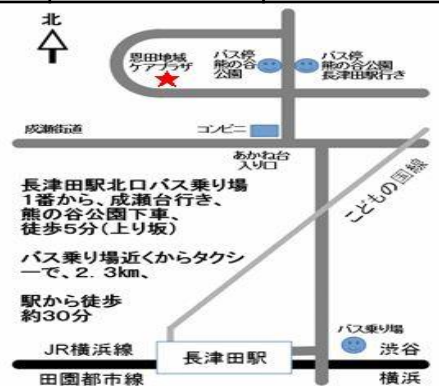 北
恩田地域
ケアプラザ
バス停
熊の谷
公園
バス停
熊の谷公園
長津田駅行き
成瀬街道
コンビニ
あかね台
入り口
こどもの国線
長津田駅北口バス乗り場
1番から、成瀬台行き、
熊の谷公園下車、
徒歩5分(上り坂)
バス乗り場近くからタクシ
ーで、2. 3km、
駅から徒歩
約30分
バス乗り場
JR横浜線
長津田駅
渋谷
田園都市線
横浜